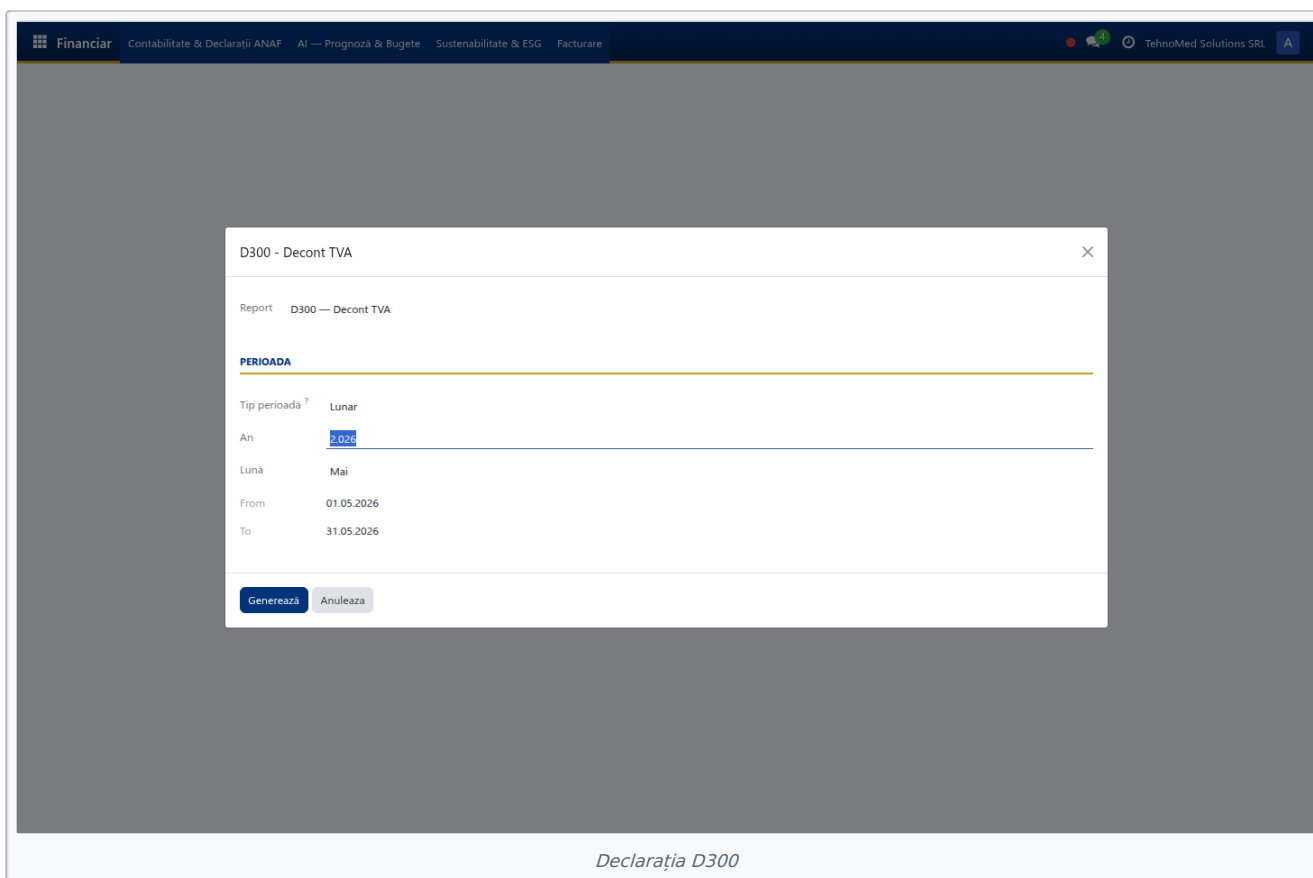 Financiar Contabilitate & Declarații ANAF AI — Prognoză & Bugete Sustenabilitate & ESG Facturare 4 TehnoMed Solutions SRL A
D300 - Decont TVA
Report D300 — Decont TVA
PERIOADA
Tip perioadă ? Lunar
An 2.026
Lună Mai
From 01.05.2026
To 31.05.2026
Generează Anuleaza
Declarația D300